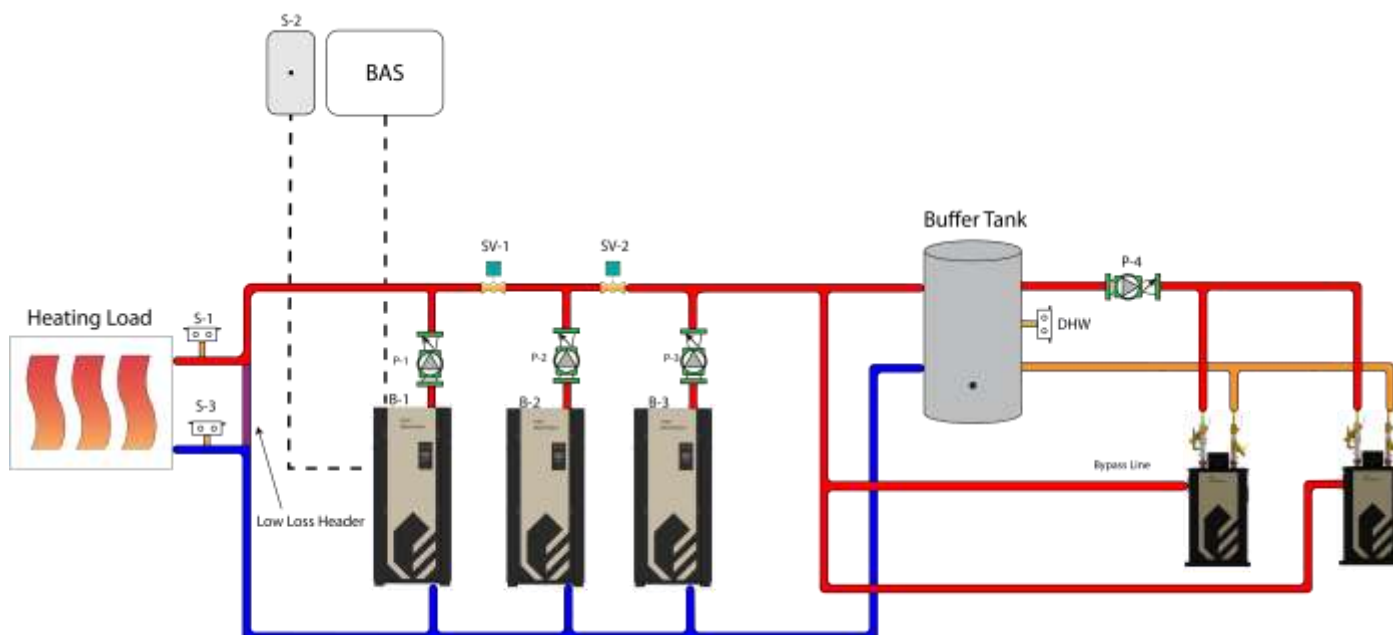 S-2
BAS
SV-1
SV-2
Buffer Tank
P-4
Heating Load
S-1
DHW
P-1
P-2
P-3
S-3
B-1
B-2
B-3
Bypass Line
Low Loss Header